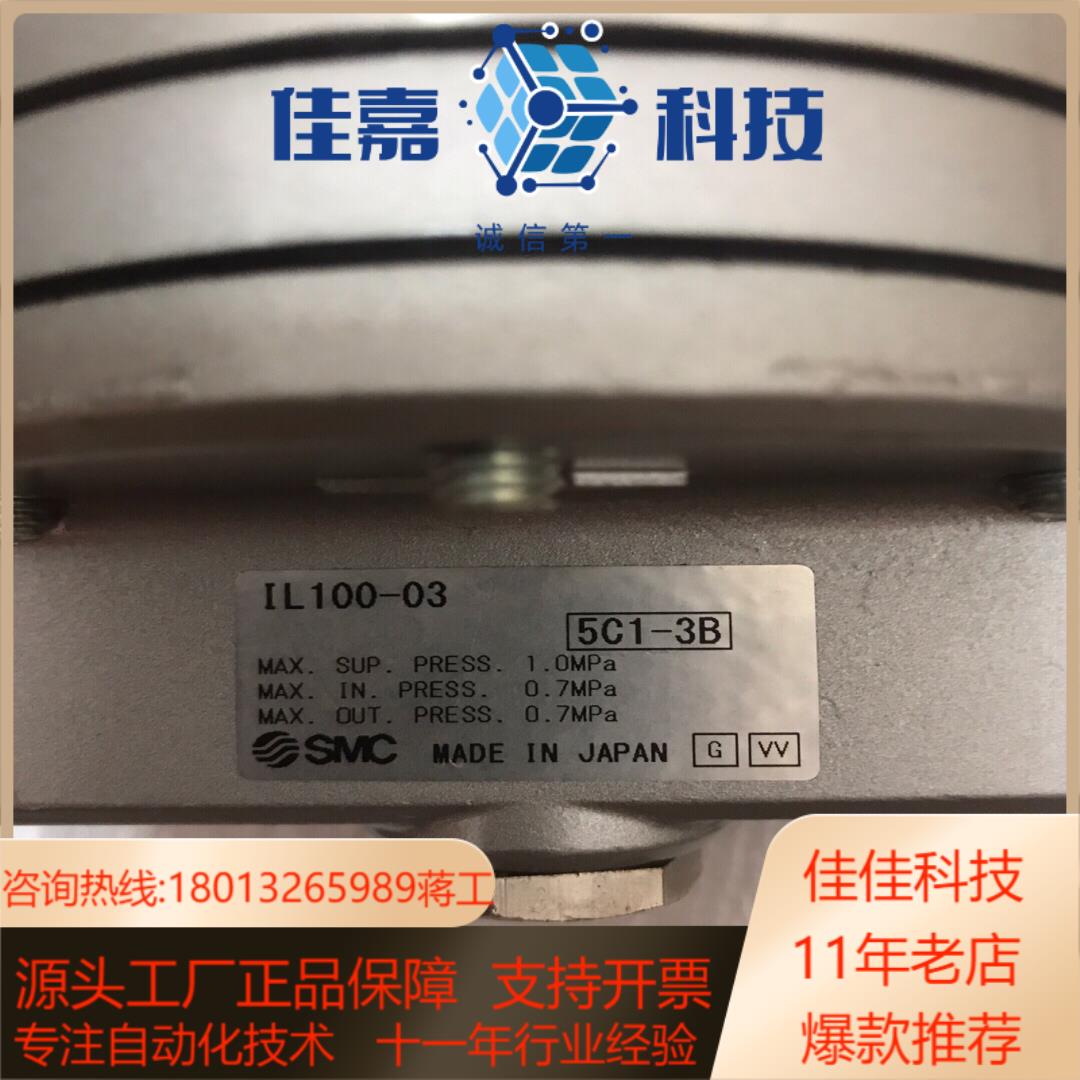 佳嘉科技
诚信第一
IL100-03
5C1-3B
MAX. SUP. PRESS. 1.0MPa
MAX. IN. PRESS. 0.7MPa
MAX. OUT. PRESS. 0.7MPa
SMC MADE IN JAPAN G VV
咨询热线:18013265989蒋工
佳佳科技
11年老店
爆款推荐
源头工厂正品保障 支持开票
专注自动化技术 十一年行业经验